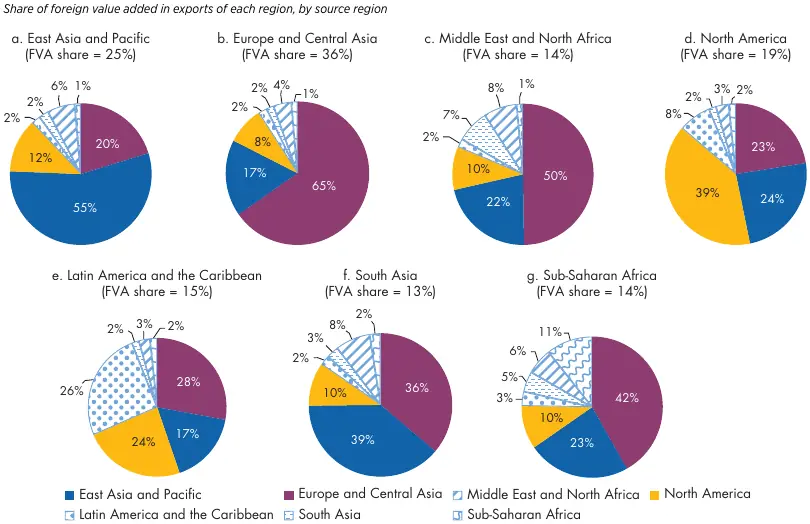 Share of foreign value added in exports of each region, by source region
a. East Asia and Pacific
(FVA share = 25%)
b. Europe and Central Asia
(FVA share = 36%)
c. Middle East and North Africa
(FVA share = 14%)
d. North America
(FVA share = 19%)
2%
2%
6%
1%
20%
12%
55%
2%
2%
4%
1%
8%
17%
65%
2%
7%
8%
1%
10%
50%
22%
8%
2%
3%
2%
23%
39%
24%
e. Latin America and the Caribbean
(FVA share = 15%)
f. South Asia
(FVA share = 13%)
g. Sub-Saharan Africa
(FVA share = 14%)
26%
2%
3%
2%
28%
17%
24%
2%
3%
8%
2%
36%
10%
39%
3%
5%
6%
11%
42%
10%
23%
East Asia and Pacific
Europe and Central Asia
Middle East and North Africa
North America
Latin America and the Caribbean
South Asia
Sub-Saharan Africa